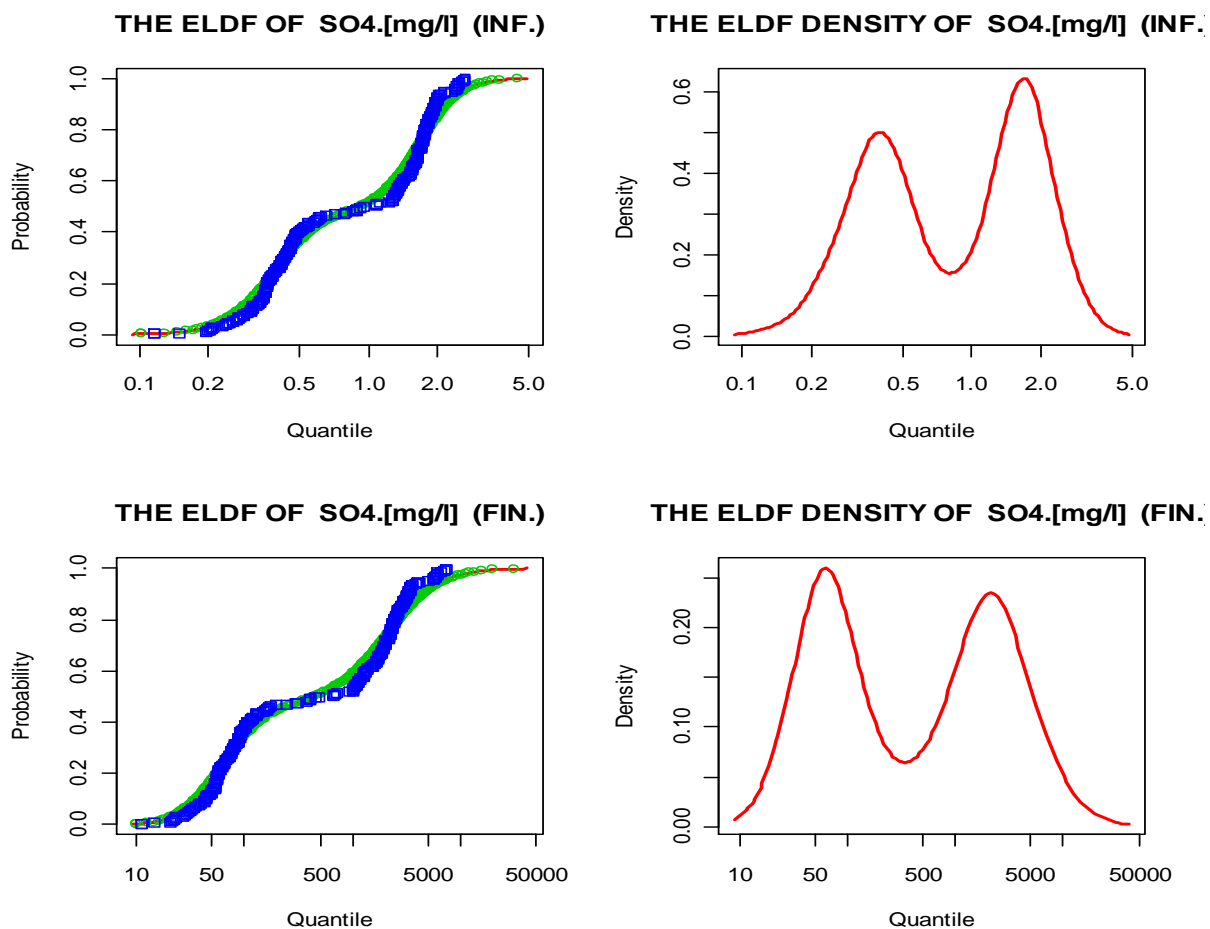 THE ELDF OF SO4.[mg/l] (INF.)
Probability
1.0
0.8
0.6
0.4
0.2
0.0
0.1 0.2 0.5 1.0 2.0 5.0
Quantile
THE ELDF DENSITY OF SO4.[mg/l] (INF.)
Density
0.6
0.4
0.2
0.0
0.1 0.2 0.5 1.0 2.0 5.0
Quantile
THE ELDF OF SO4.[mg/l] (FIN.)
Probability
1.0
0.8
0.6
0.4
0.2
0.0
10 50 500 5000 50000
Quantile
THE ELDF DENSITY OF SO4.[mg/l] (FIN.)
Density
0.20
0.10
0.00
10 50 500 5000 50000
Quantile